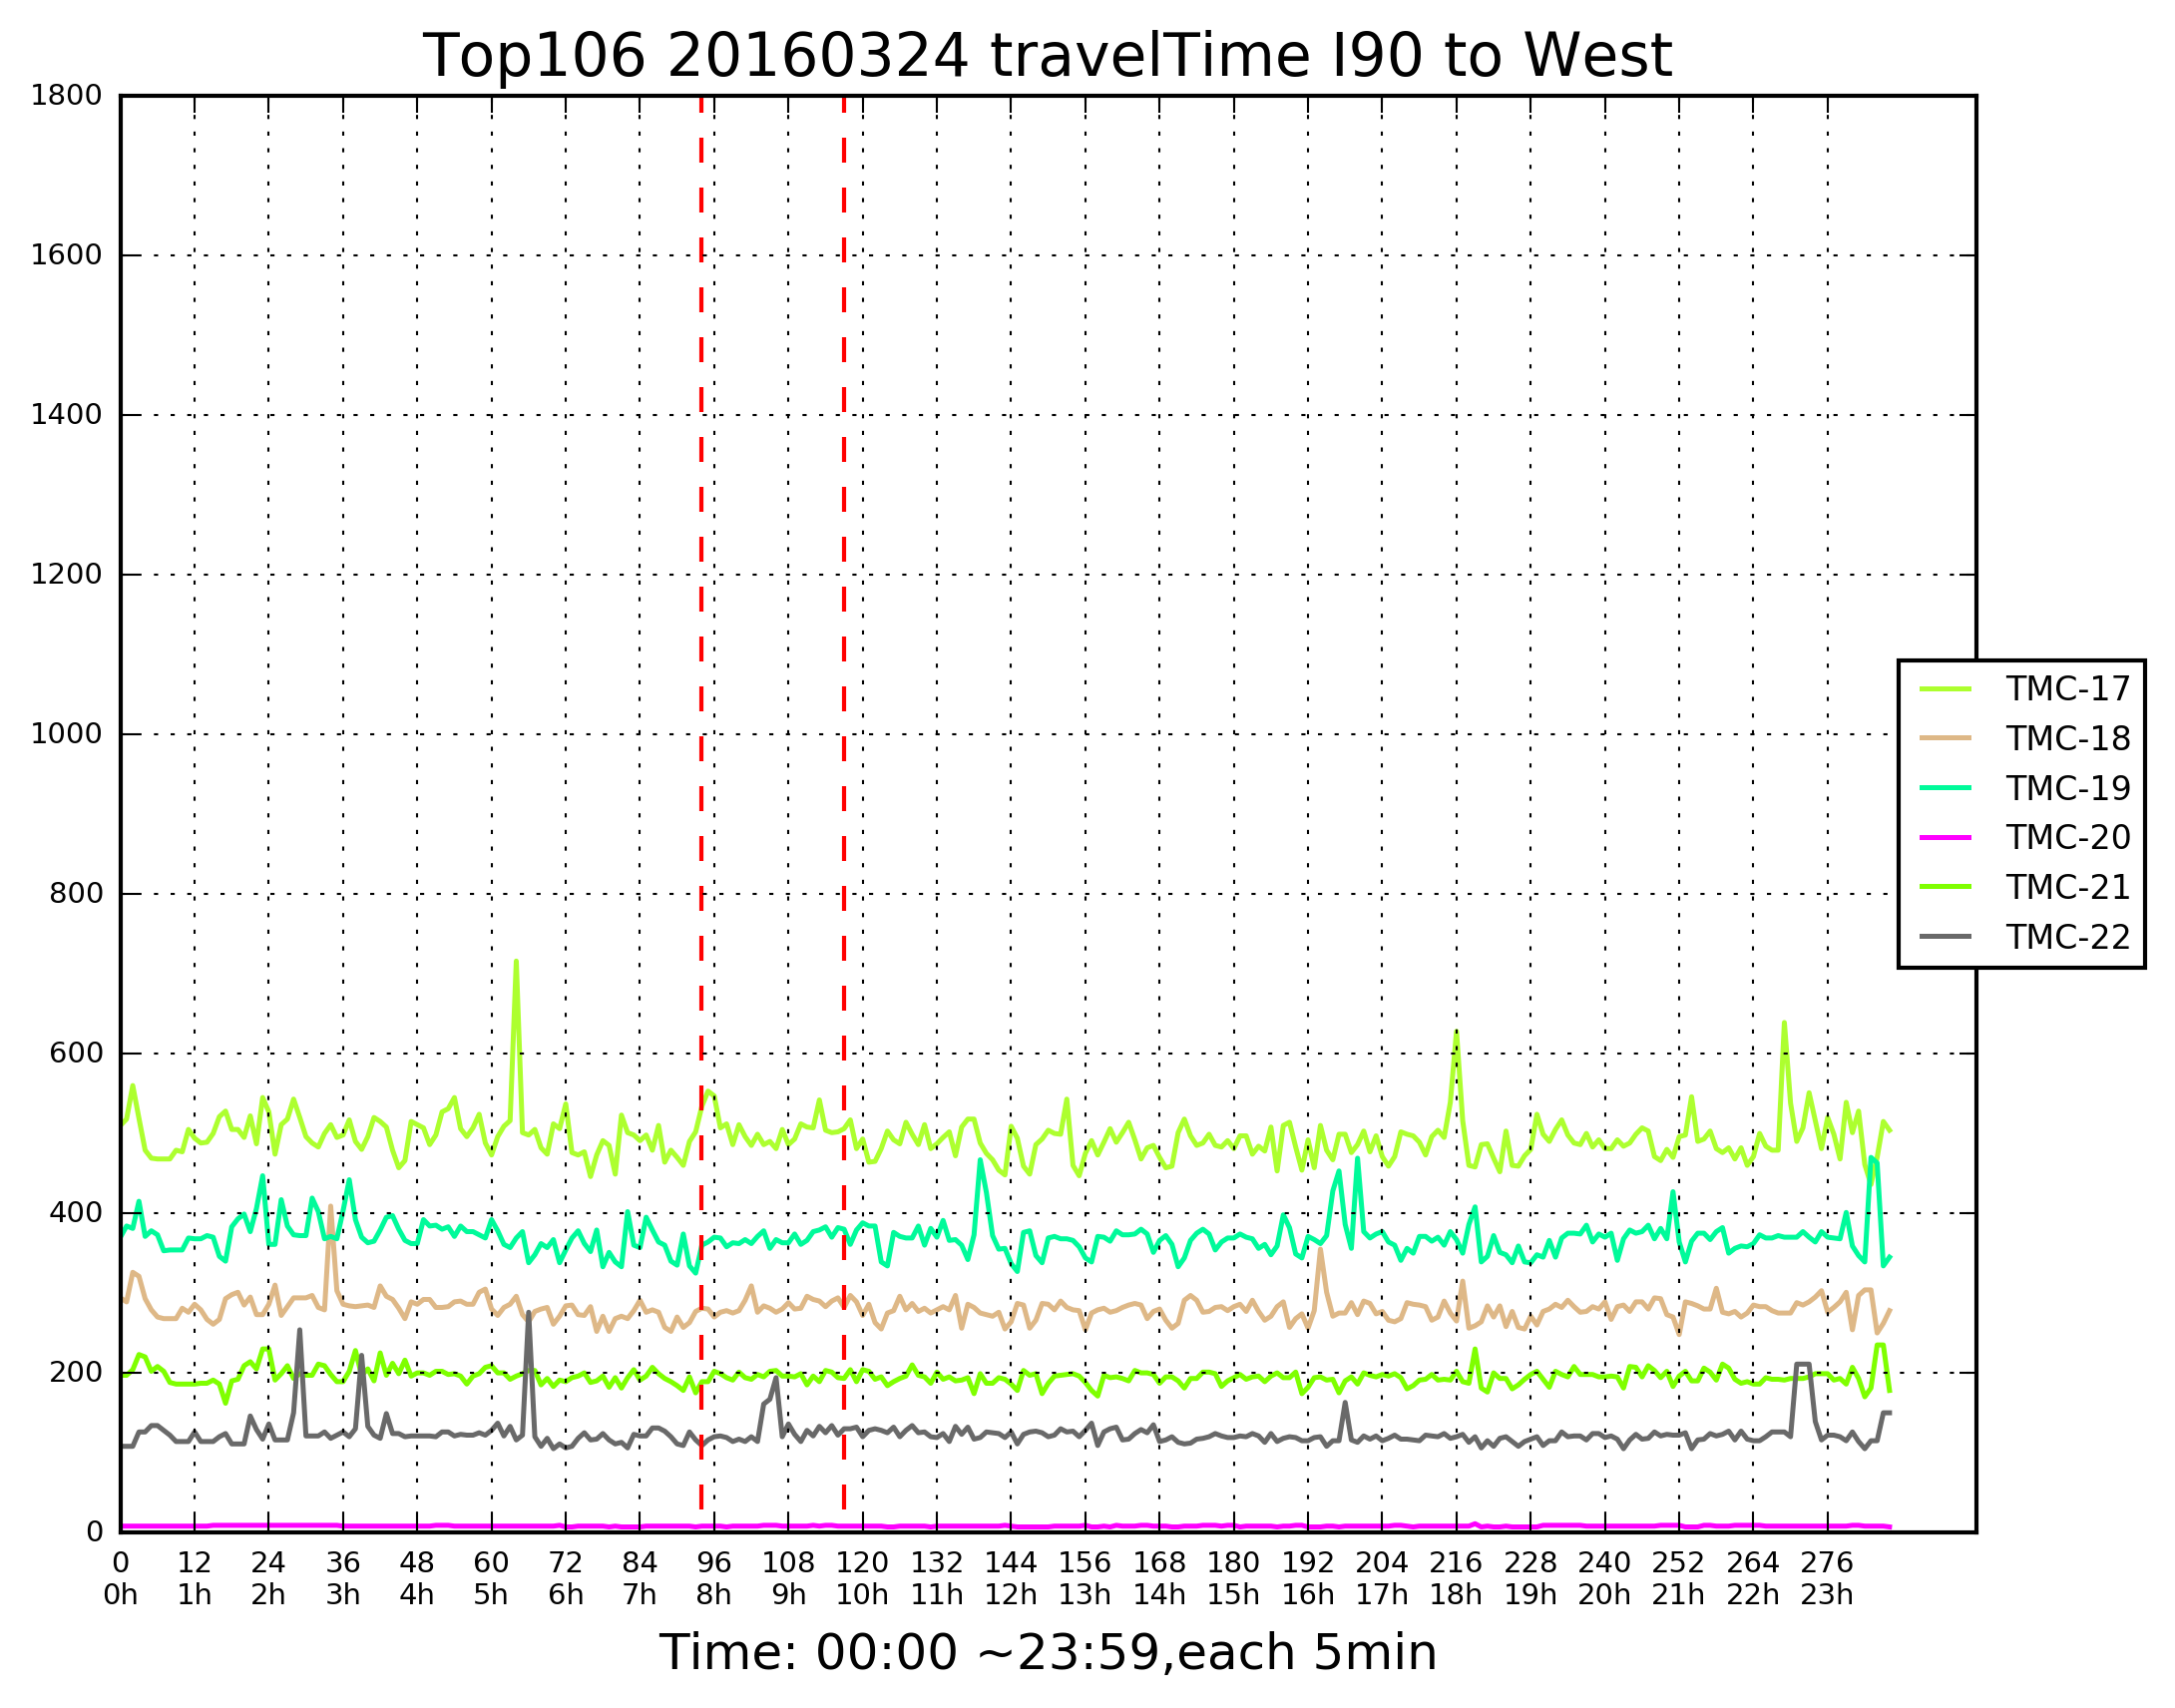 Top106 20160324 travelTime I90 to West
1800
1600
1400
1200
1000
800
600
400
200
0
TMC-17
TMC-18
TMC-19
TMC-20
TMC-21
TMC-22
0 12 24 36 48 60 72 84 96 108 120 132 144 156 168 180 192 204 216 228 240 252 264 276
0h 1h 2h 3h 4h 5h 6h 7h 8h 9h 10h 11h 12h 13h 14h 15h 16h 17h 18h 19h 20h 21h 22h 23h
Time: 00:00 ~23:59,each 5min